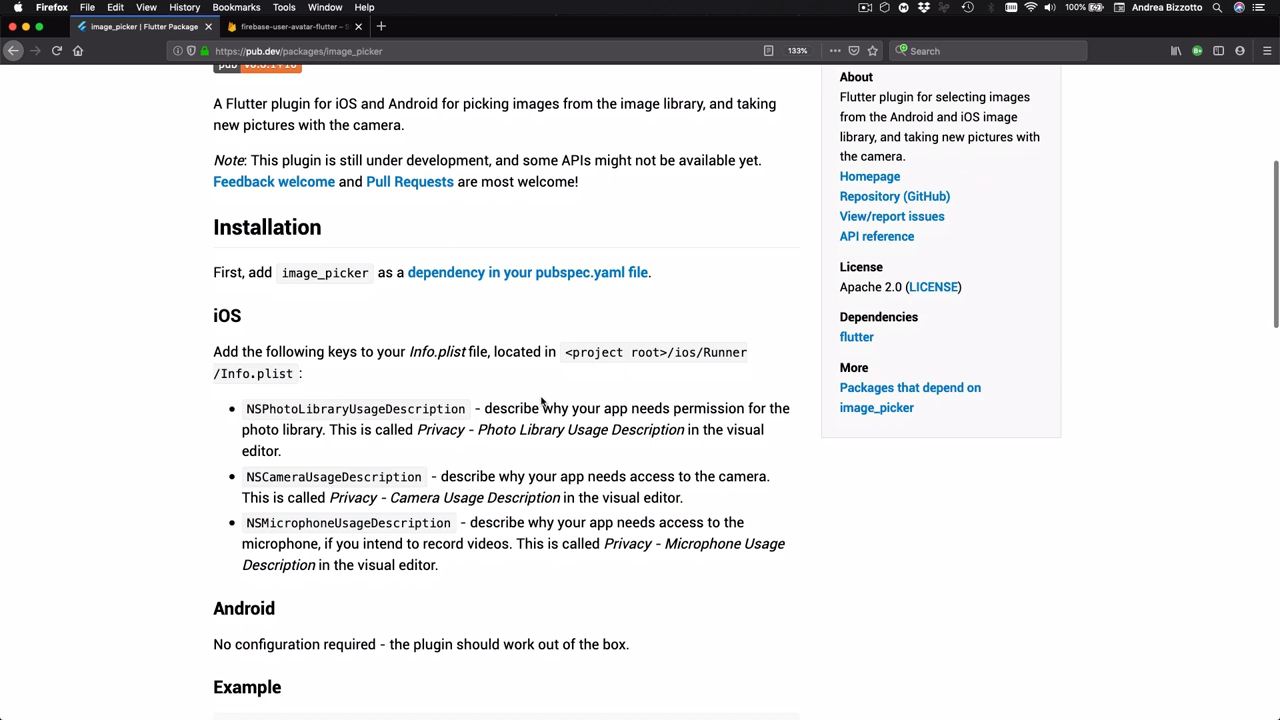 Firefox File Edit View History Bookmarks Tools Window Help 100% Andrea Bizzotto
image_picker | Flutter Package
firebase-user-avatar-flutter –
https://pub.dev/packages/image_picker
133%
Search
pub
A Flutter plugin for iOS and Android for picking images from the image library, and taking
new pictures with the camera.
Note: This plugin is still under development, and some APIs might not be available yet.
Feedback welcome and Pull Requests are most welcome!
Installation
First, add image_picker as a dependency in your pubspec.yaml file.
iOS
Add the following keys to your Info.plist file, located in <project root>/ios/Runner
/Info.plist :
• NSPhotoLibraryUsageDescription - describe why your app needs permission for the
photo library. This is called Privacy - Photo Library Usage Description in the visual
editor.
• NSCameraUsageDescription - describe why your app needs access to the camera.
This is called Privacy - Camera Usage Description in the visual editor.
• NSMicrophoneUsageDescription - describe why your app needs access to the
microphone, if you intend to record videos. This is called Privacy - Microphone Usage
Description in the visual editor.
Android
No configuration required - the plugin should work out of the box.
Example
About
Flutter plugin for selecting images
from the Android and iOS image
library, and taking new pictures with
the camera.
Homepage
Repository (GitHub)
View/report issues
API reference
License
Apache 2.0 (LICENSE)
Dependencies
flutter
More
Packages that depend on
image_picker